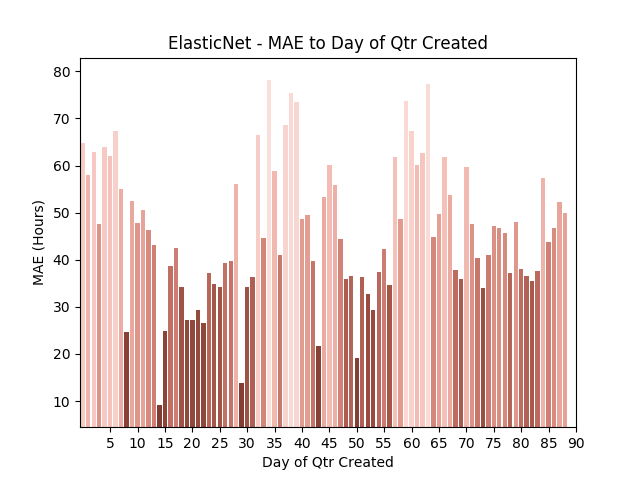 ElasticNet - MAE to Day of Qtr Created
80
70
60
50
40
30
20
10
MAE (Hours)
5 10 15 20 25 30 35 40 45 50 55 60 65 70 75 80 85 90
Day of Qtr Created